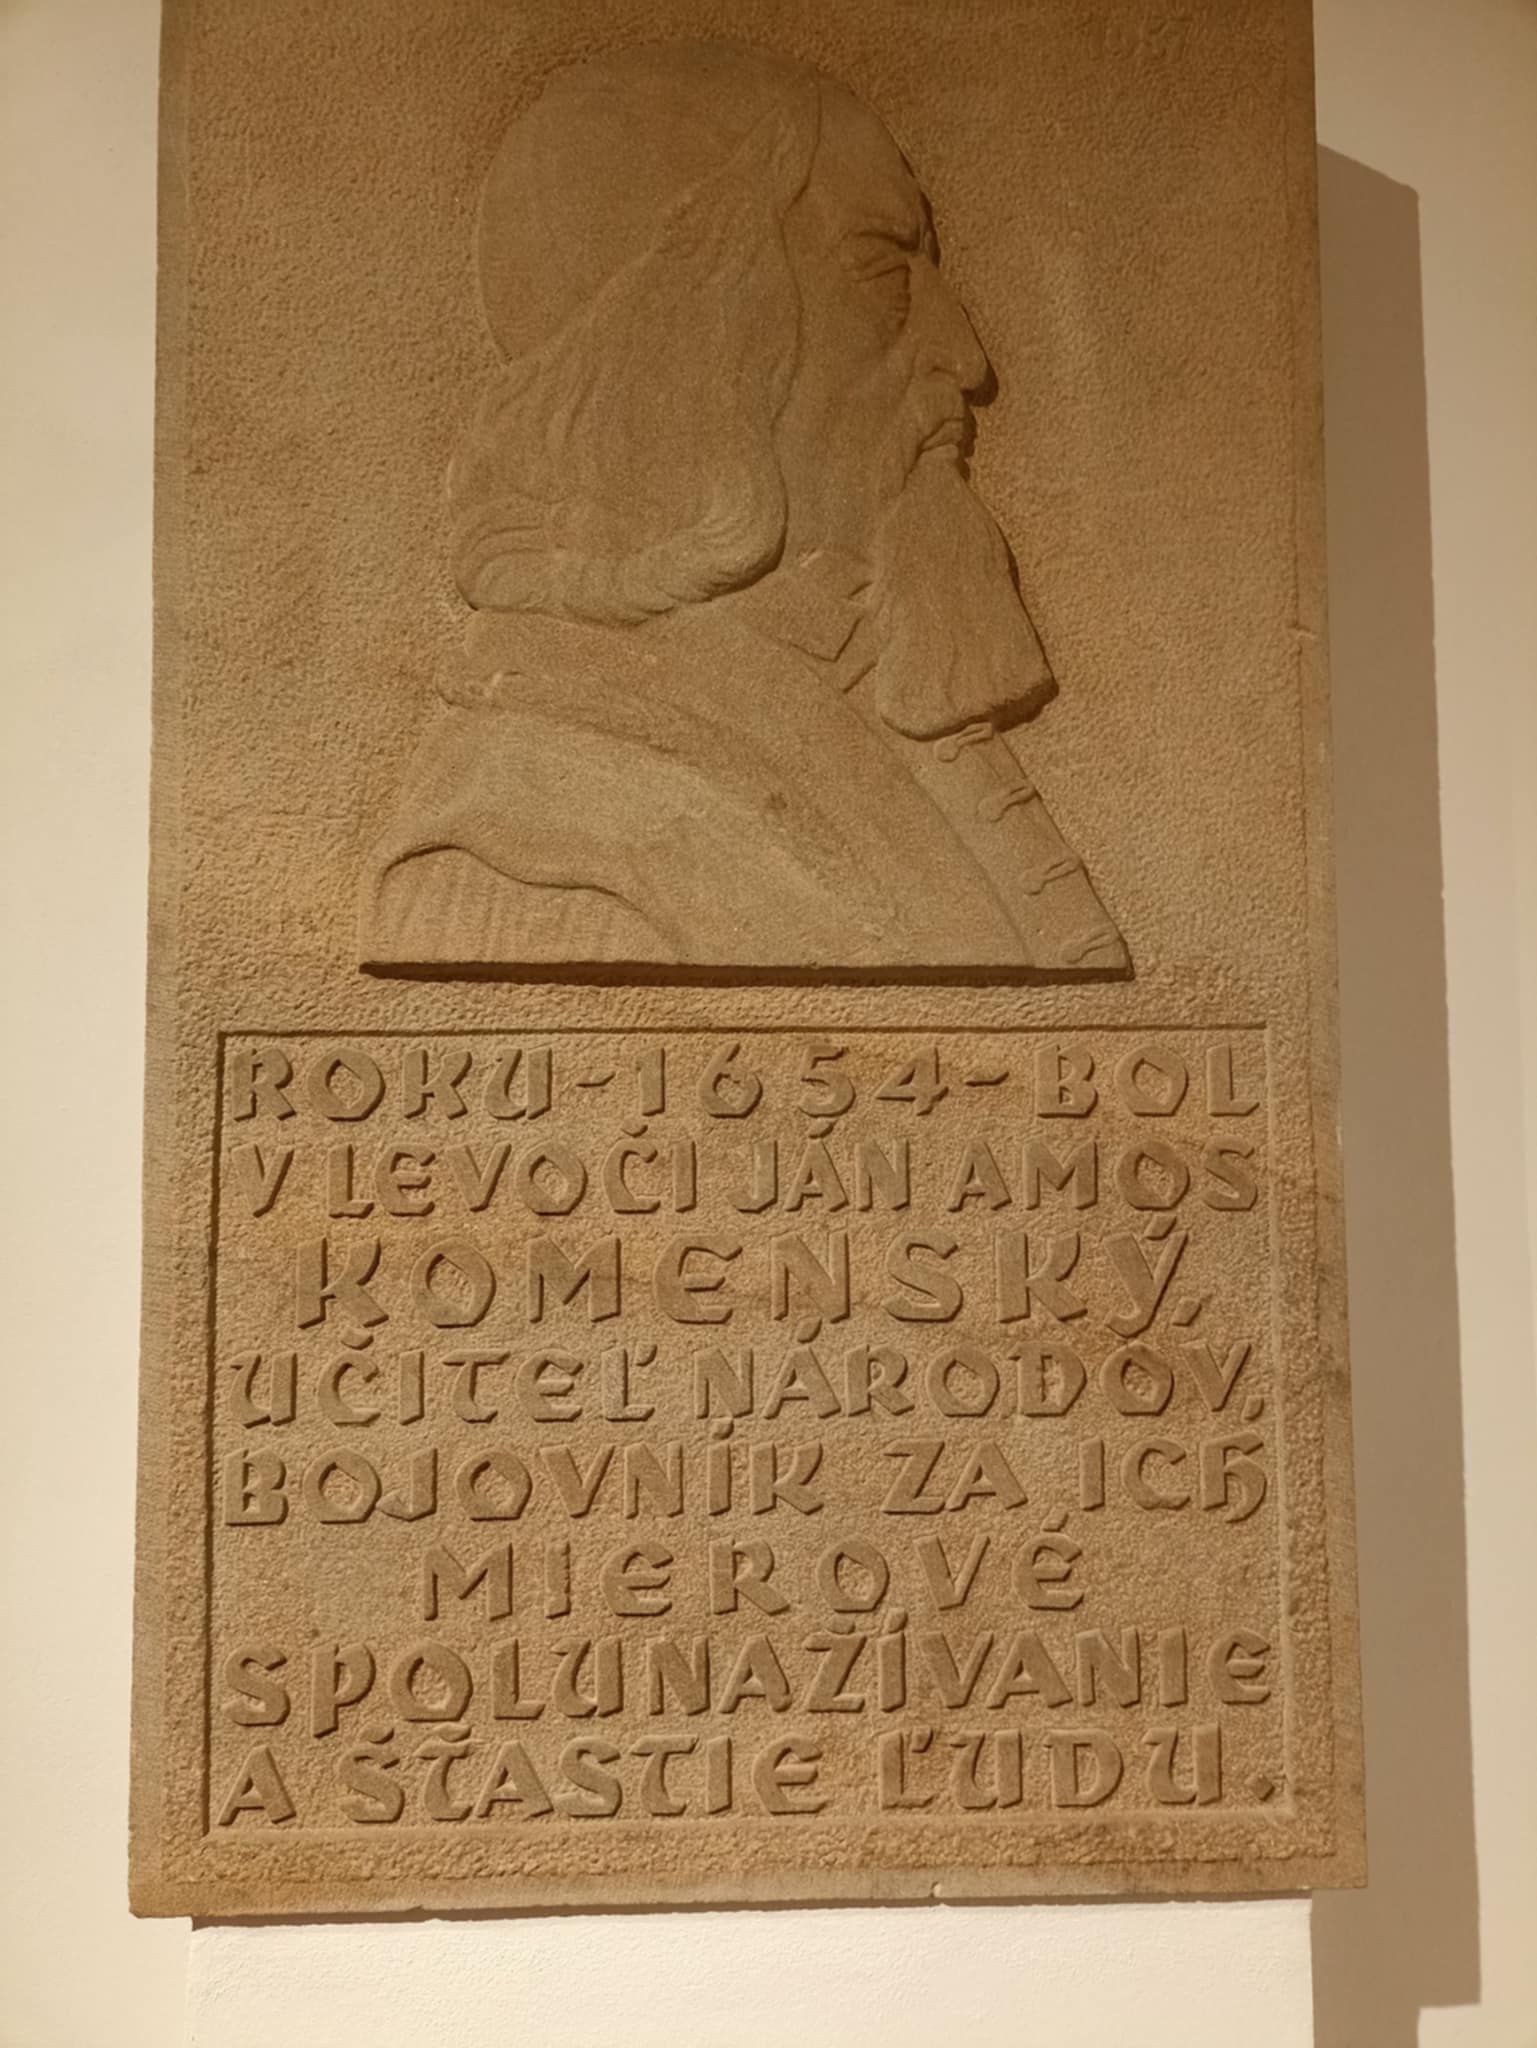 ROKU-1654-BOL
V LEVOČI JÁN AMOS
KOMENSKÝ,
UČITEĽ NÁRODOV,
BOJOVNÍK ZA ICH
MIEROVÉ
SPOLUNAŽÍVANIE
A ŠŤASTIE ĽUDU.